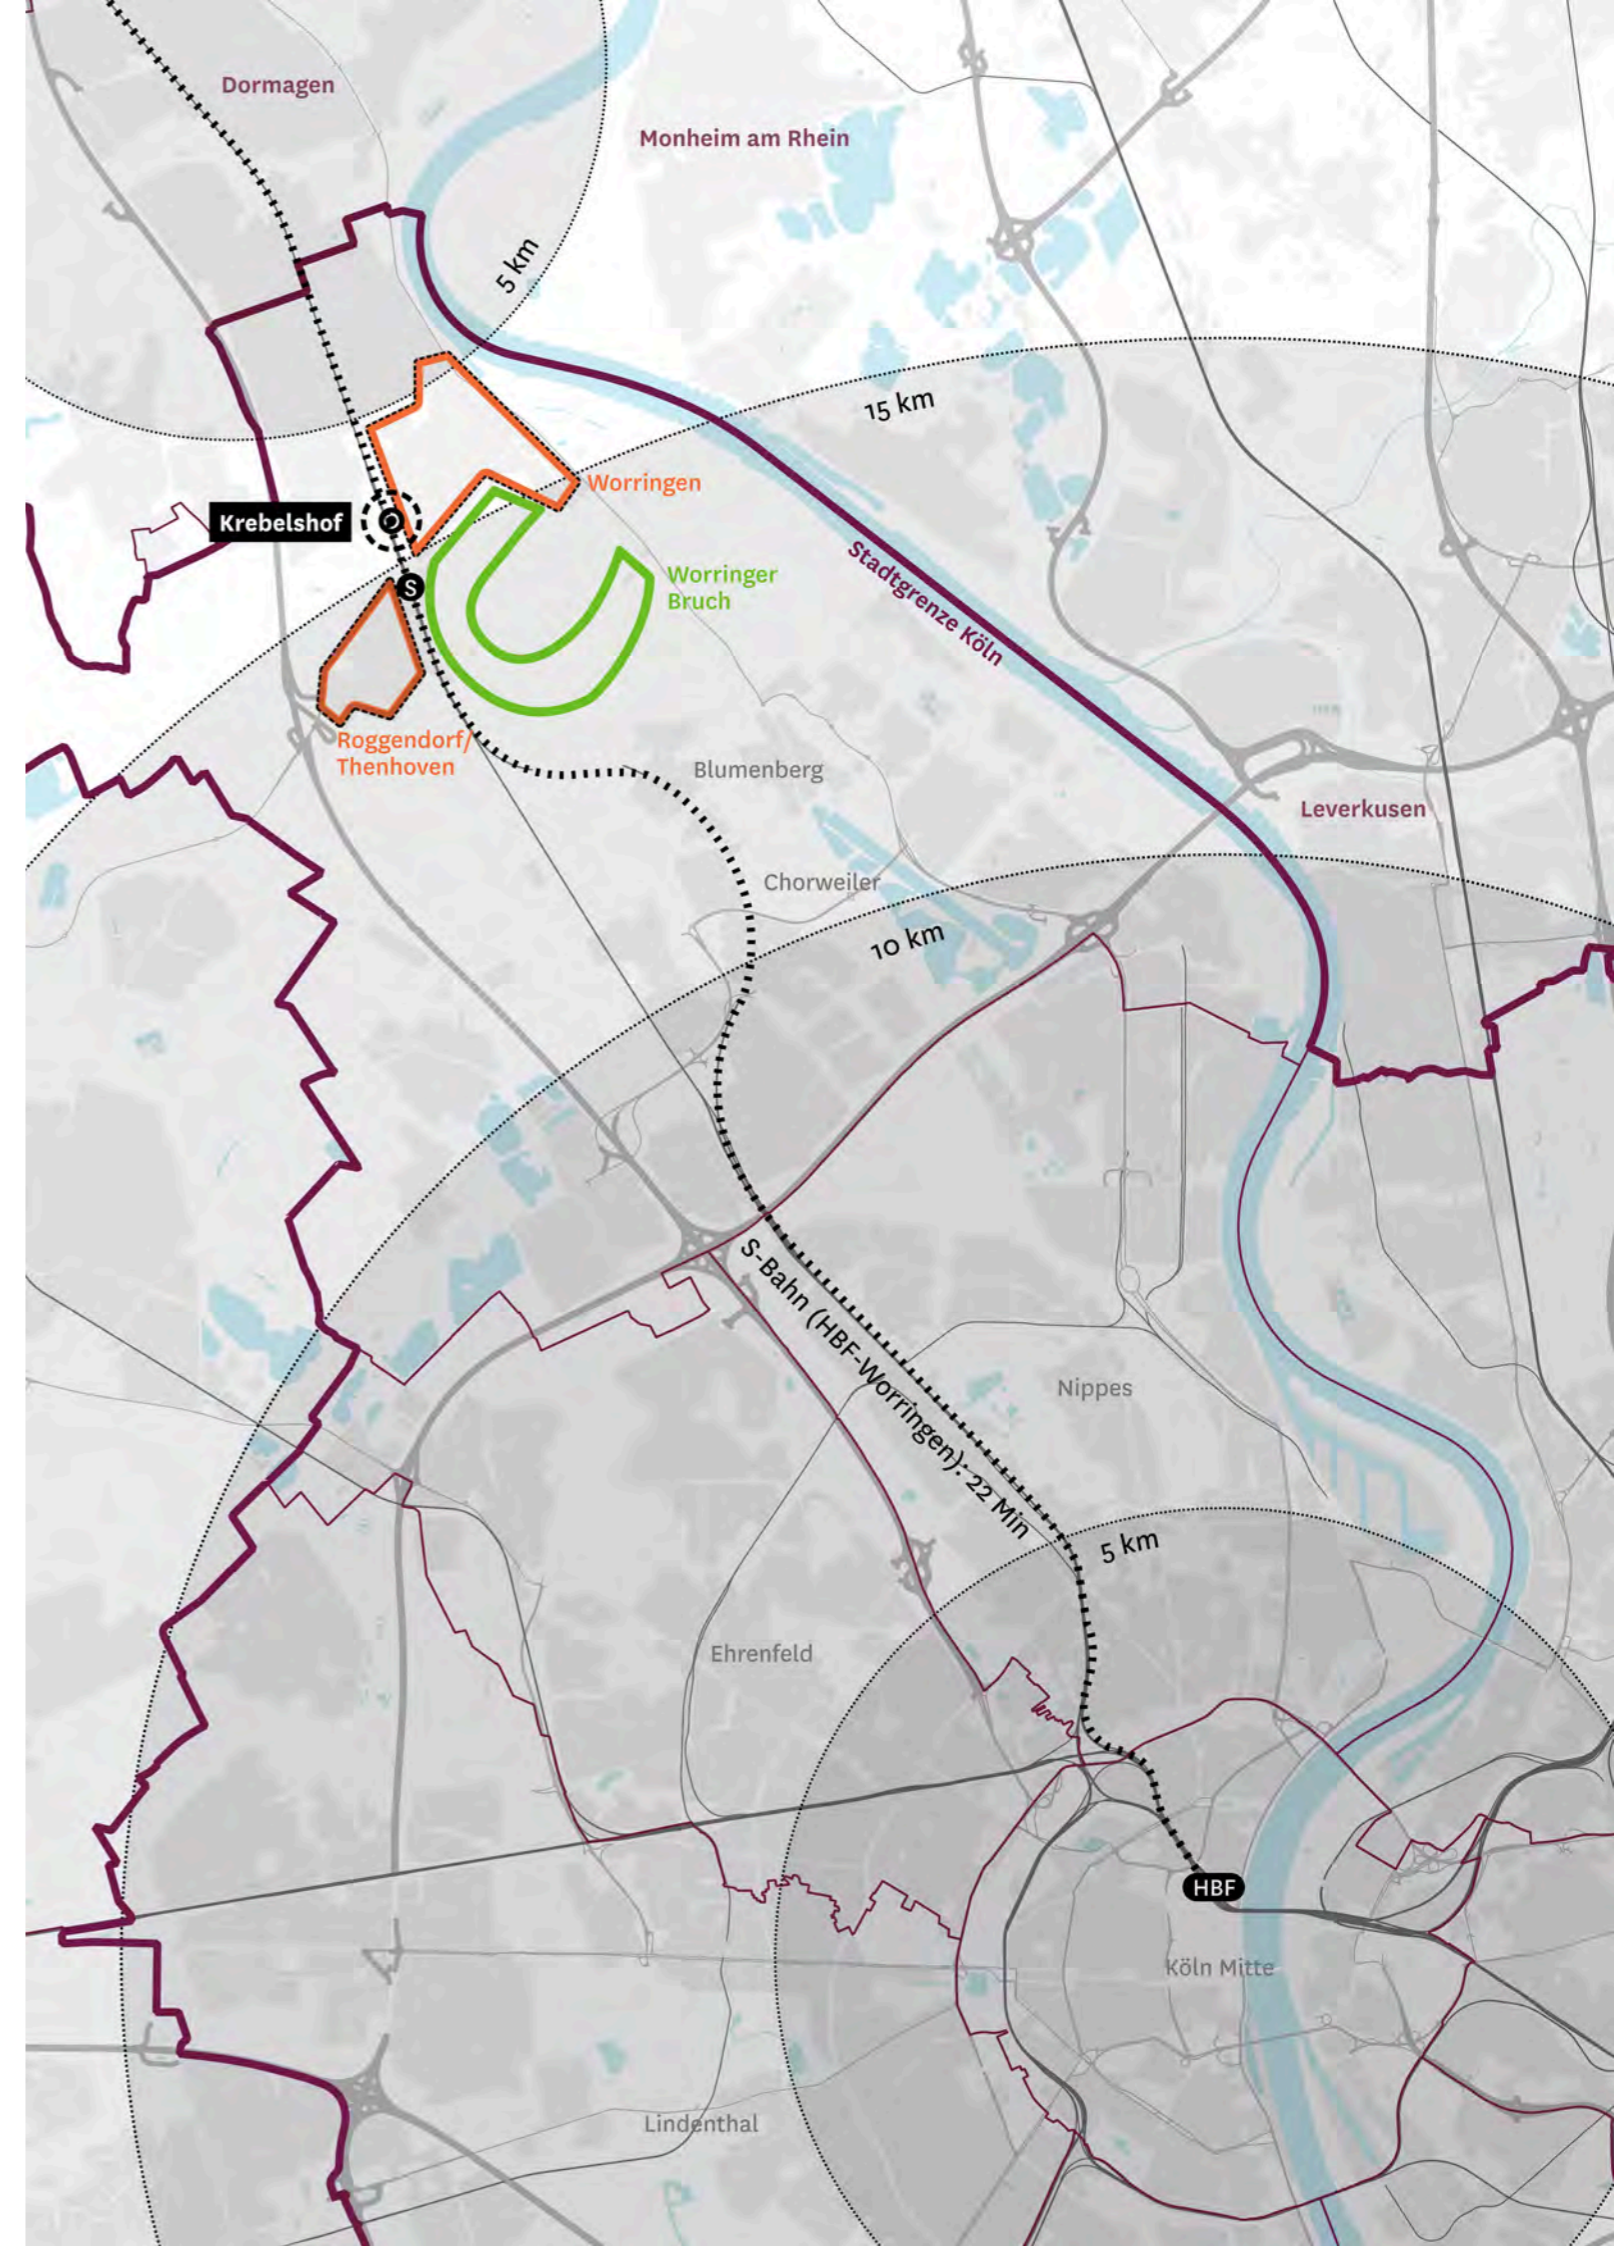 Dormagen
Monheim am Rhein
5 km
15 km
Worringen
Krebelshof
S
Worringer
Bruch
Stadtgrenze Köln
Roggendorf/
Thenhoven
Blumenberg
Leverkusen
Chorweiler
10 km
S-Bahn (HBF-Worringen): 22 Min
Nippes
5 km
Ehrenfeld
HBF
Köln Mitte
Lindenthal